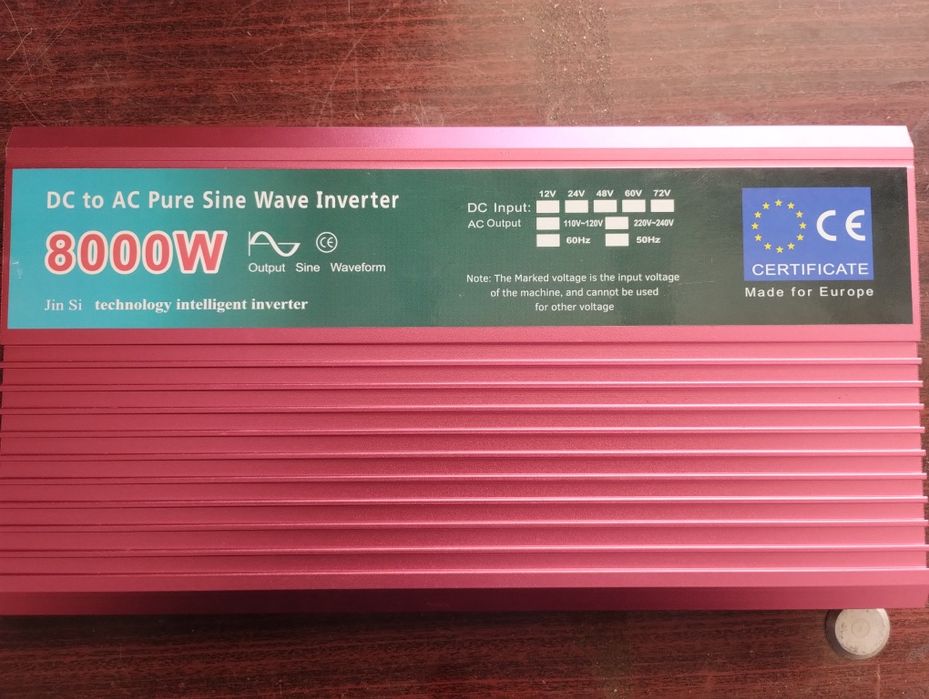 DC to AC Pure Sine Wave Inverter
8000W
CE
Output Sine Waveform
Jin Si technology intelligent inverter
12V 24V 48V 60V 72V
DC Input:
AC Output 110V~120V 220V~240V
60Hz 50Hz
Note: The Marked voltage is the input voltage
of the machine, and cannot be used
for other voltage
CE
CERTIFICATE
Made for Europe